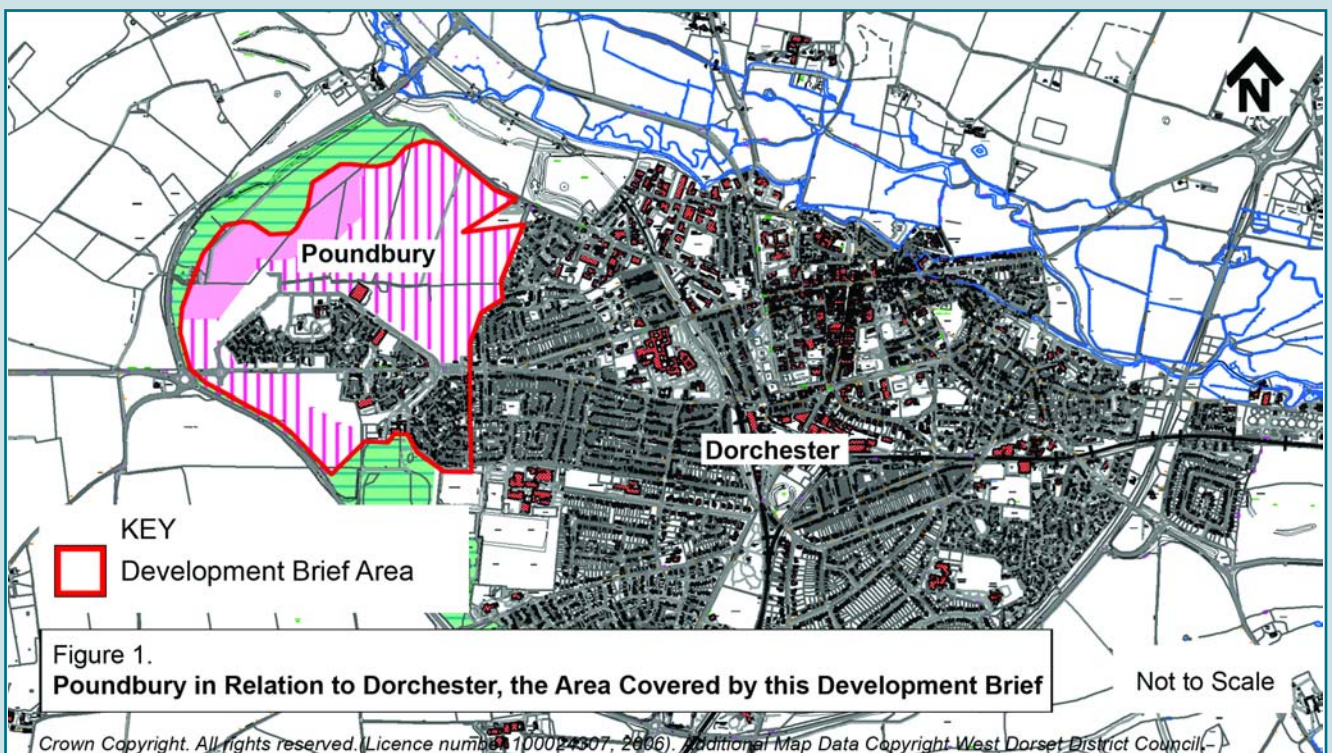 N
Poundbury
Dorchester
KEY
Development Brief Area
Figure 1.
Poundbury in Relation to Dorchester, the Area Covered by this Development Brief
Not to Scale
Crown Copyright. All rights reserved.(Licence number 100024307, 2006). Additional Map Data Copyright West Dorset District Council.